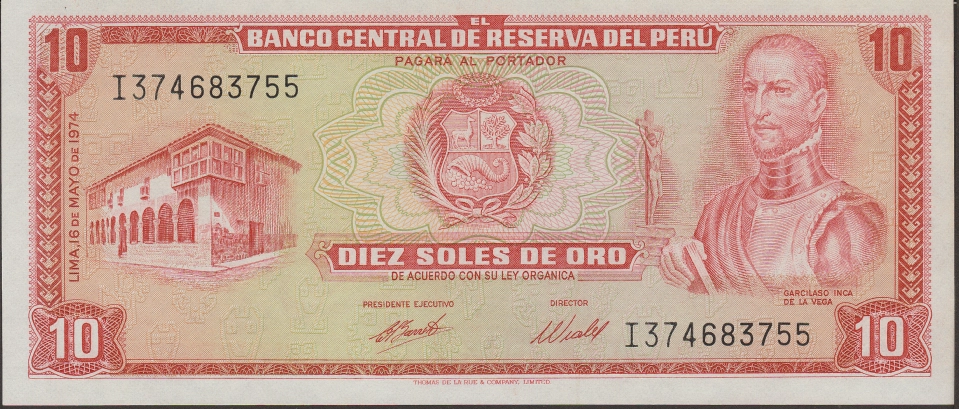 EL
10 BANCO CENTRAL DE RESERVA DEL PERÚ 10
PAGARÁ AL PORTADOR
I374683755
LIMA, 16 DE MAYO DE 1974
DIEZ SOLES DE ORO
DE ACUERDO CON SU LEY ORGANICA
GARCILASO INCA
DE LA VEGA
PRESIDENTE EJECUTIVO DIRECTOR
10 I374683755 10
THOMAS DE LA RUE & COMPANY, LIMITED